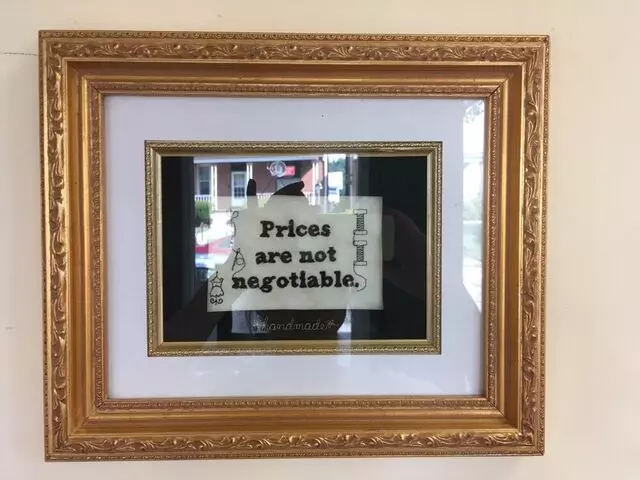 Prices
are not
negotiable.
handmade